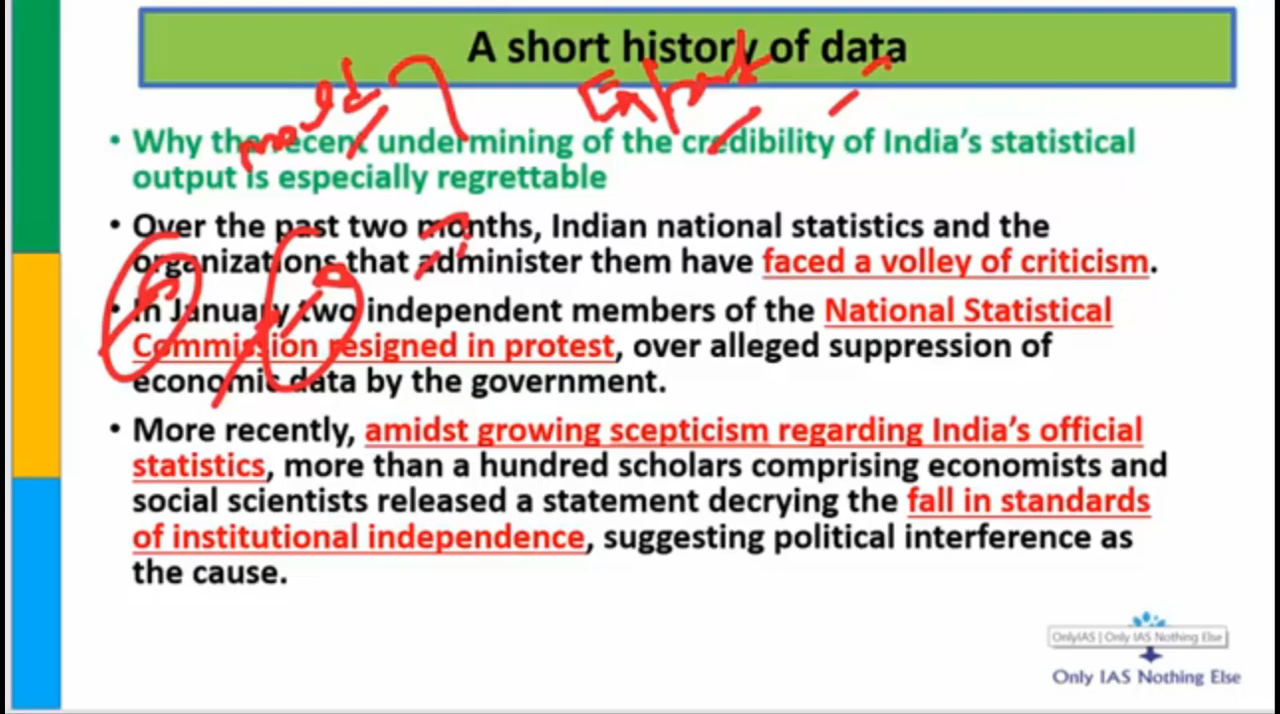 A short history of data
• Why the recent undermining of the credibility of India's statistical
output is especially regrettable
• Over the past two months, Indian national statistics and the
organizations that administer them have faced a volley of criticism.
• In January two independent members of the National Statistical
Commission resigned in protest, over alleged suppression of
economic data by the government.
• More recently, amidst growing scepticism regarding India's official
statistics, more than a hundred scholars comprising economists and
social scientists released a statement decrying the fall in standards
of institutional independence, suggesting political interference as
the cause.
OnlyIAS | Only IAS Nothing Else
Only IAS Nothing Else